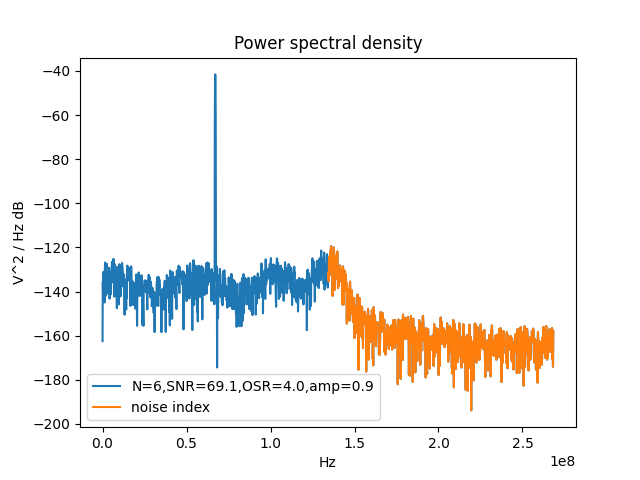 Power spectral density
V^2 / Hz dB
−40
−60
−80
−100
−120
−140
−160
−180
−200
N=6,SNR=69.1,OSR=4.0,amp=0.9
noise index
0.0 0.5 1.0 1.5 2.0 2.5
1e8
Hz